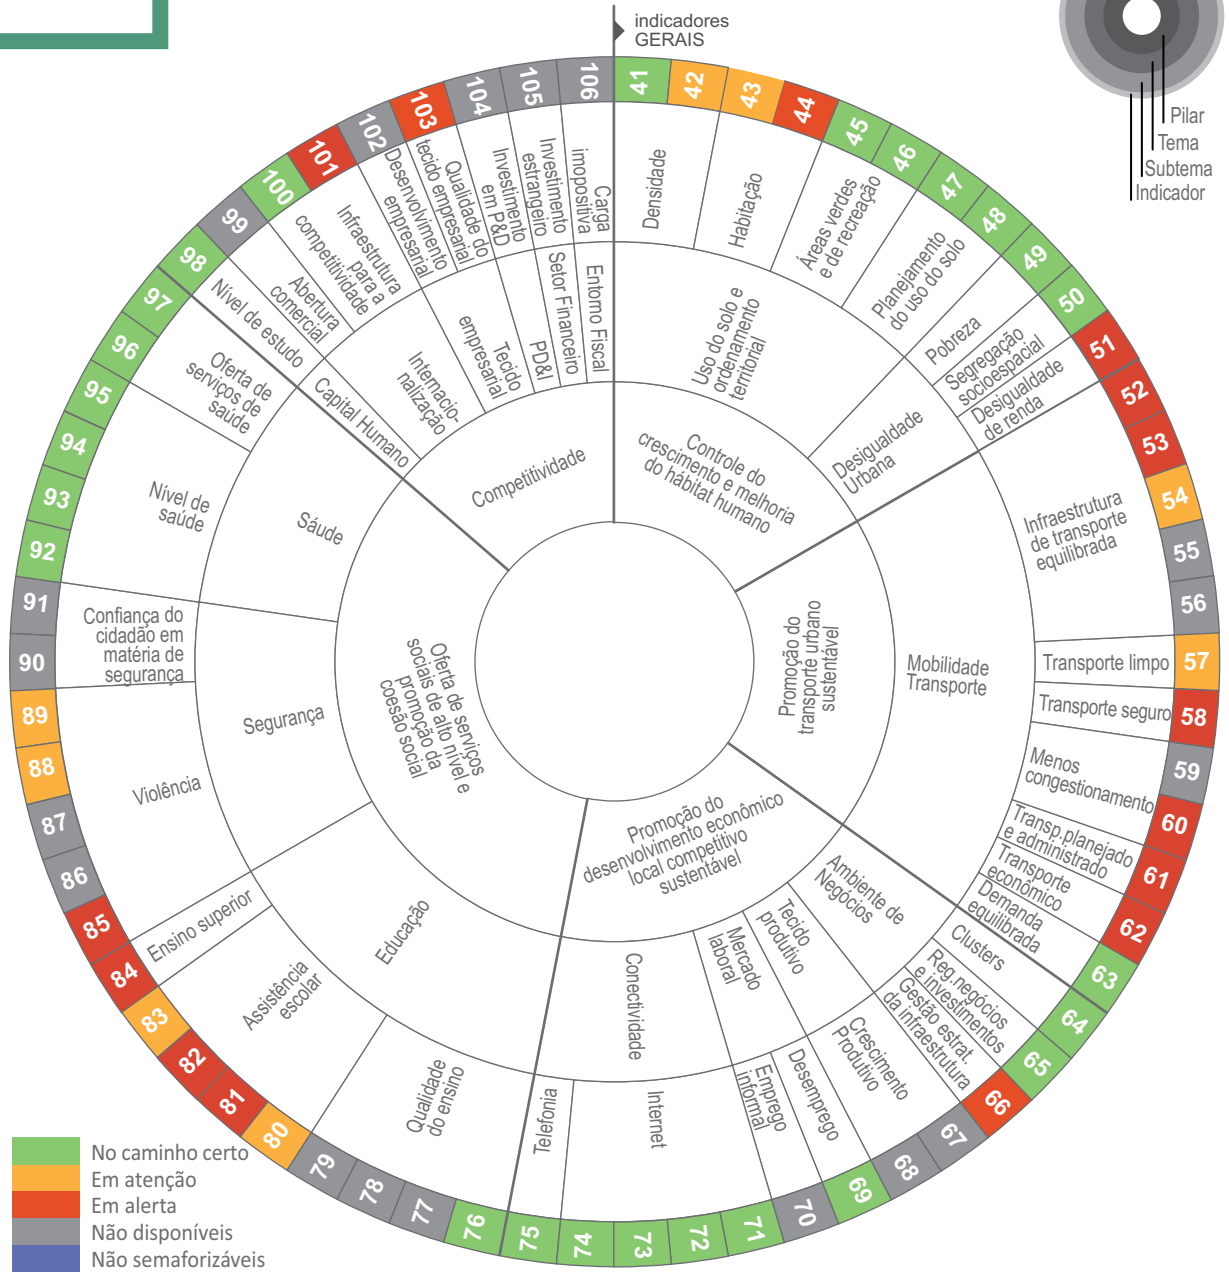 indicadores
GERAIS
Pilar
Tema
Subtema
Indicador
41
42
43
44
45
46
47
48
49
50
51
52
53
54
55
56
57
58
59
60
61
62
63
64
65
66
67
68
69
70
71
72
73
74
75
76
77
78
79
80
81
82
83
84
85
86
87
88
89
90
91
92
93
94
95
96
97
98
99
100
101
102
103
104
105
106
Densidade
Habitação
Áreas verdes
e de recreação
Planejamento
do uso do solo
Pobreza
Segregação
socioespacial
Desigualdade
de renda
Infraestrutura
de transporte
equilibrada
Transporte limpo
Transporte seguro
Menos
congestionamento
Transp.planejado
e administrado
Transporte
económico
Demanda
equilibrada
Clusters
Reg.negócios
e investimentos
Gestão estrat.
da infraestrutura
Crescimento
Produtivo
Desemprego
Emprego
informal
Internet
Telefonia
Qualidade
do ensino
Assistência
escolar
Ensino superior
Violência
Confiança do
cidadão em
matéria de
segurança
Nível de
saúde
Oferta de
serviços de
saúde
Nível de estudo
Abertura
comercial
Infraestrutura
para a
competitividade
Desenvolvimento
empresarial
Qualidade do
tecido empresarial
Investimento
em P&D
Investimento
estrangeiro
Carga
imopositiva
Uso do solo e
ordenamento
territorial
Desigualdade
Urbana
Mobilidade
Transporte
Ambiente de
Negócios
Tecido
produtivo
Mercado
laboral
Conectividade
Educação
Segurança
Sáude
Capital Humano
Internacio-
nalização
Tecido
empresarial
PD&I
Setor Financeiro
Entorno Fiscal
Controle do
crescimento e melhoria
do hábitat humano
Promoção do
transporte urbano
sustentável
Promoção do
desenvolvimento econômico
local competitivo
sustentável
Oferta de serviços
sociais de alto nível e
promoção da
coesão social
Competitividade
No caminho certo
Em atenção
Em alerta
Não disponíveis
Não semaforizáveis